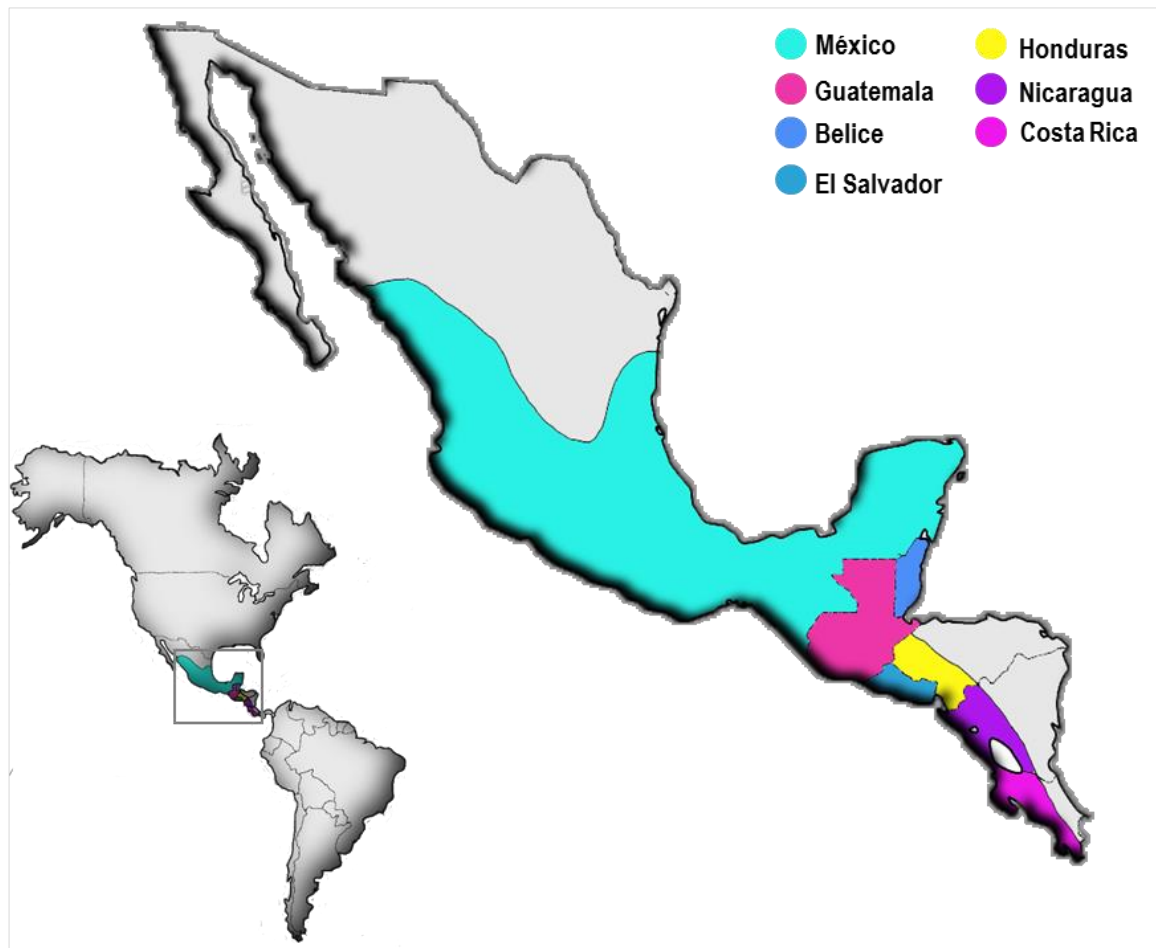 México
Guatemala
Belice
El Salvador
Honduras
Nicaragua
Costa Rica